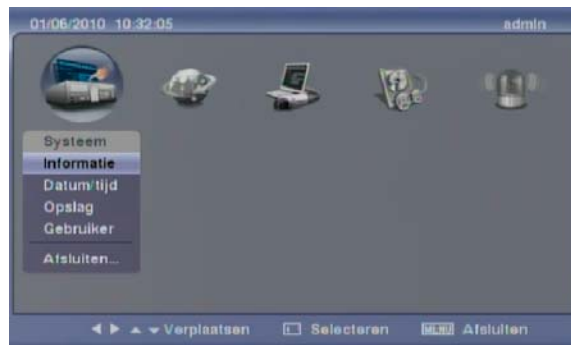 01/06/2010 10:32:05 admin
Systeem
Informatie
Datum/tijd
Opslag
Gebruiker
Afsluiten...
Verplaatsen Selecteren MENU Afsluiten